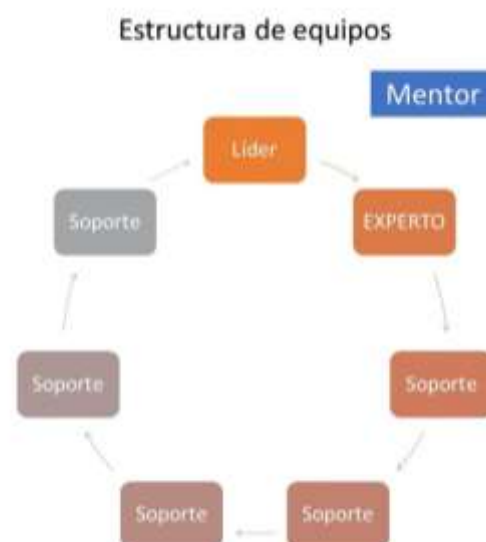 Estructura de equipos
Mentor
Líder
Soporte
EXPERTO
Soporte
Soporte
Soporte
Soporte